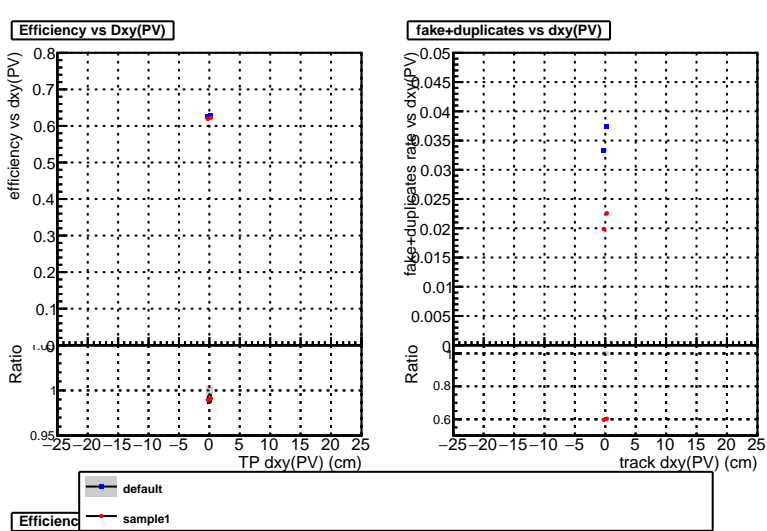 Efficiency vs Dxy(PV)
efficiency vs dxy(PV)
0.8
0.7
0.6
0.5
0.4
0.3
0.2
0.1
0
Ratio
1
0.95
−25 −20 −15 −10 −5 0 5 10 15 20 25
TP dxy(PV) (cm)
fake+duplicates vs dxy(PV)
fake+duplicates rate vs dxy(PV)
0.05
0.045
0.04
0.035
0.03
0.025
0.02
0.015
0.01
0.005
0
Ratio
1
0.8
0.6
−25 −20 −15 −10 −5 0 5 10 15 20 25
track dxy(PV) (cm)
default
sample1
Efficienc